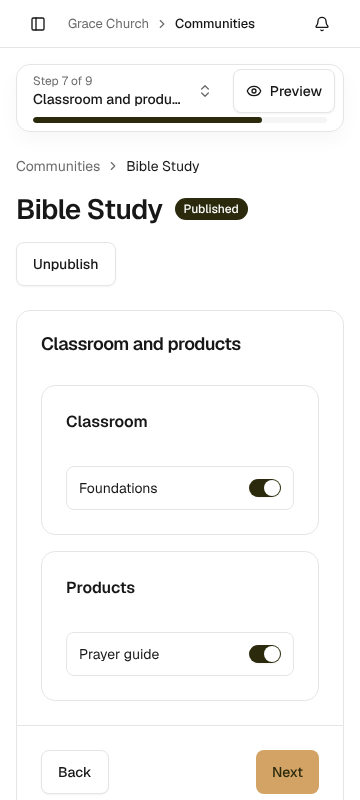 Grace Church > Communities
Step 7 of 9
Classroom and produ...
Preview
Communities > Bible Study
Bible Study
Published
Unpublish
Classroom and products
Classroom
Foundations
Products
Prayer guide
Back
Next